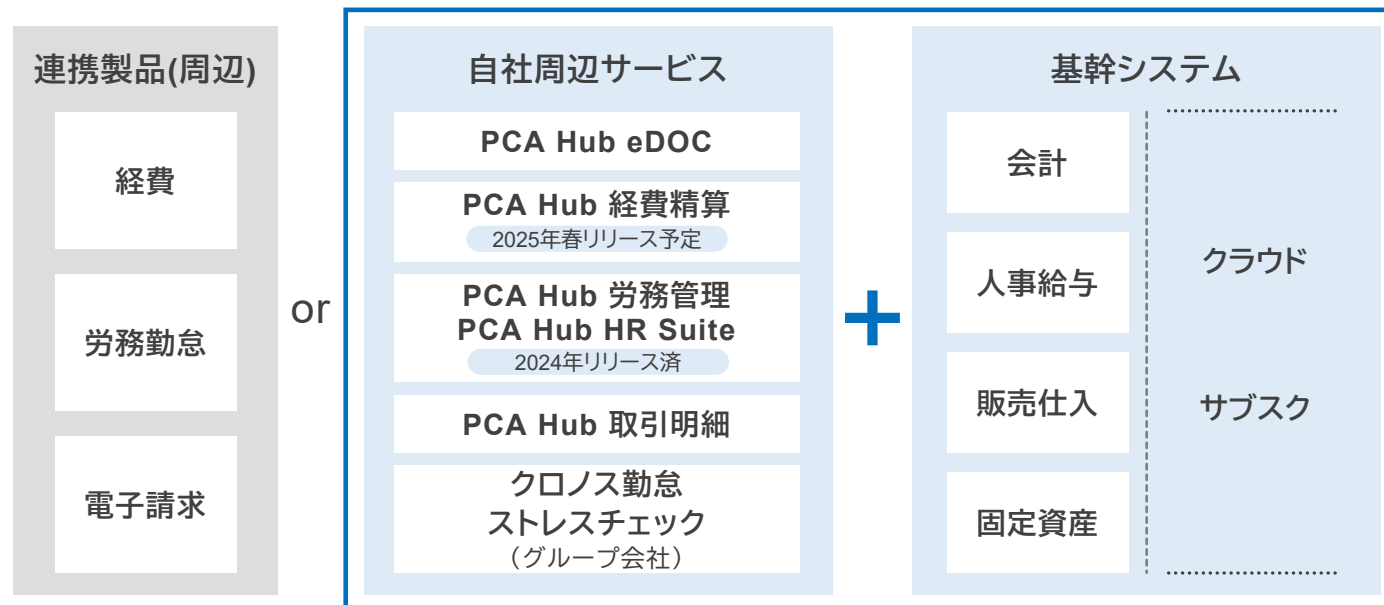 連携製品(周辺)
経費
労務勤怠
電子請求
or
自社周辺サービス
PCA Hub eDOC
PCA Hub 経費精算
2025年春リリース予定
PCA Hub 労務管理
PCA Hub HR Suite
2024年リリース済
PCA Hub 取引明細
クロノス勤怠
ストレスチェック
(グループ会社)
+
基幹システム
会計
人事給与
販売仕入
固定資産
クラウド
サブスク